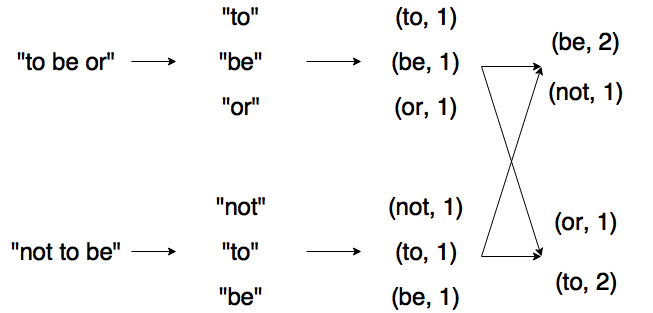 "to be or"
"to"
"be"
"or"
(to, 1)
(be, 1)
(or, 1)
(be, 2)
(not, 1)
"not to be"
"not"
"to"
"be"
(not, 1)
(to, 1)
(be, 1)
(or, 1)
(to, 2)